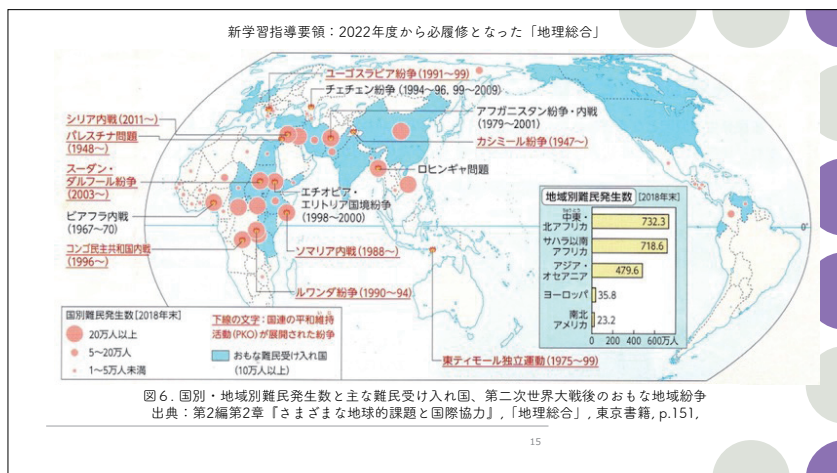 新学習指導要領：2022年度から必履修となった「地理総合」
ユーゴスラビア紛争(1991〜99)
チェチェン紛争(1994〜96, 99〜2009)
シリア内戦(2011〜)
アフガニスタン紛争・内戦
(1979〜2001)
パレスチナ問題
(1948〜)
カシミール紛争(1947〜)
スーダン・
ダルフール紛争
(2003〜)
ロヒンギャ問題
エチオピア・
エリトリア国境紛争
(1998〜2000)
ビアフラ内戦
(1967〜70)
コンゴ民主共和国内戦
(1996〜)
ソマリア内戦(1988〜)
ルワンダ紛争(1990〜94)
東ティモール独立運動(1975〜99)
0°
地域別難民発生数 [2018年末]
中東・
北アフリカ
732.3
サハラ以南
アフリカ
718.6
アジア・
オセアニア
479.6
ヨーロッパ
35.8
南北
アメリカ
23.2
0 200 400 600万人
国別難民発生数[2018年末]
20万人以上
5〜20万人
1〜5万人未満
下線の文字：国連の平和維持
活動(PKO)が展開された紛争
おもな難民受け入れ国
(10万人以上)
図６. 国別・地域別難民発生数と主な難民受け入れ国、第二次世界大戦後のおもな地域紛争
出典：第2編第2章『さまざまな地球的課題と国際協力』,「地理総合」, 東京書籍, p.151,
15